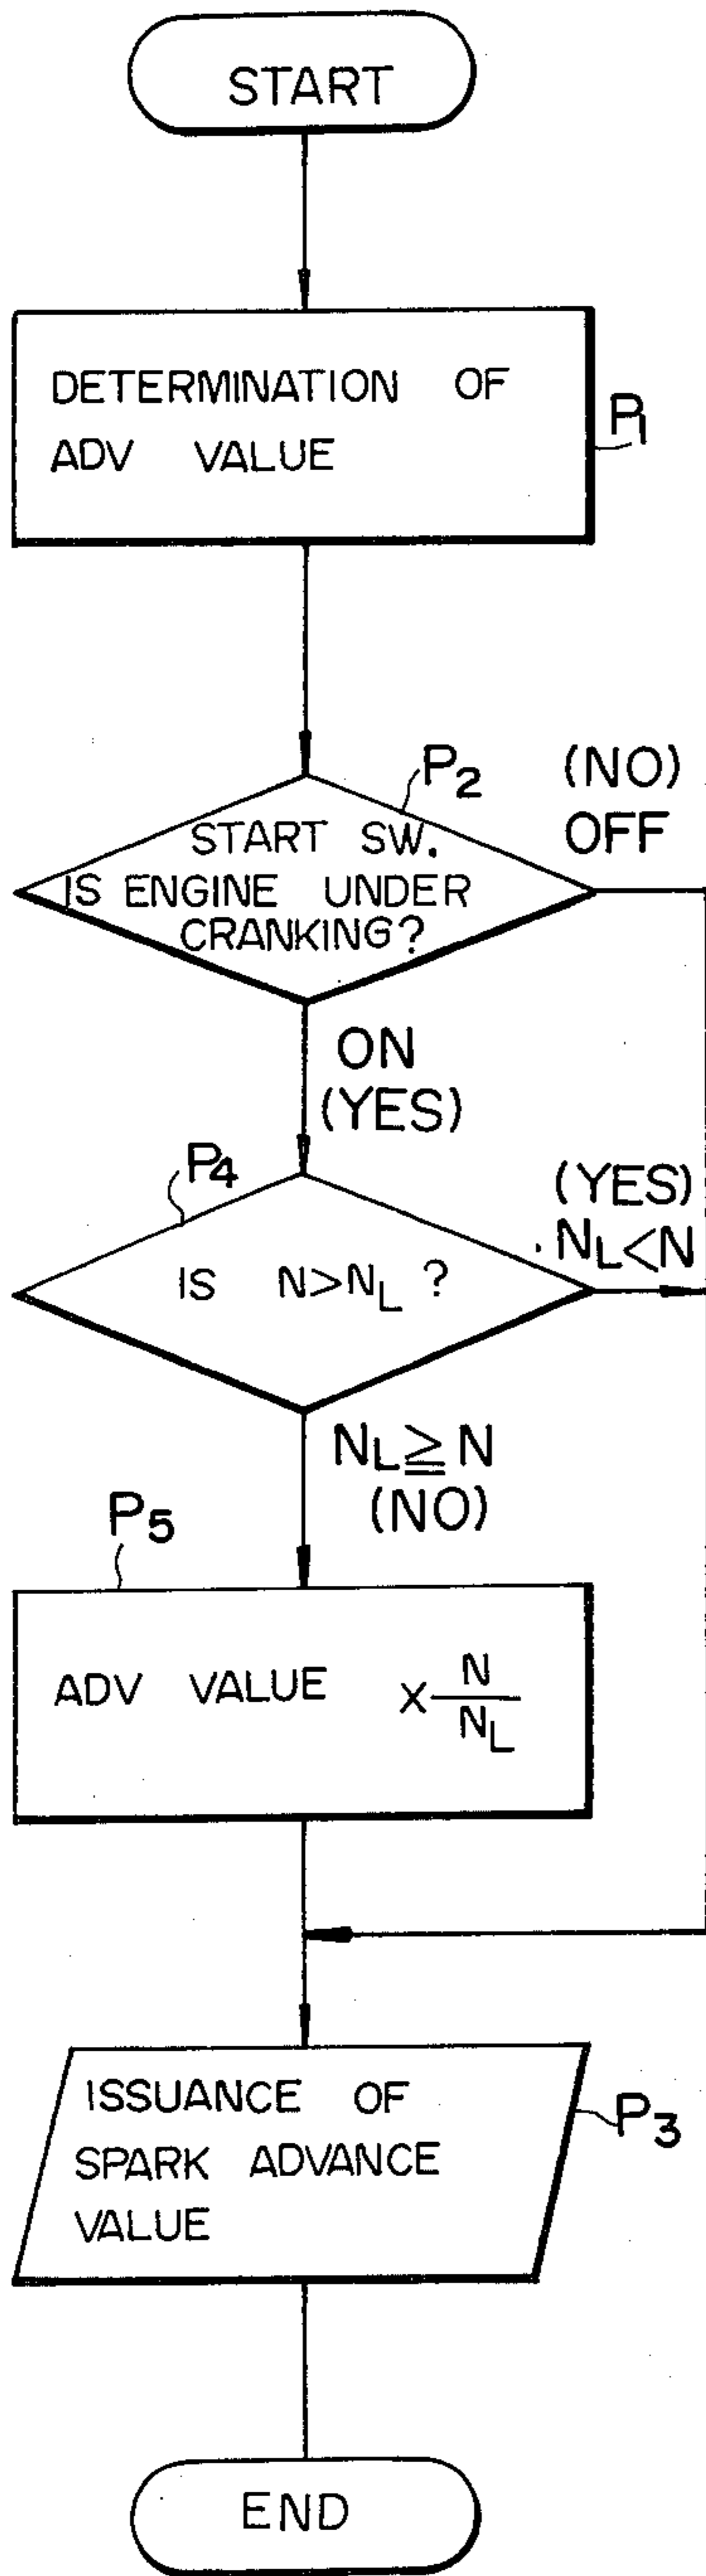 START
DETERMINATION OF
ADV VALUE
P1
P2
(NO)
OFF
START SW.
IS ENGINE UNDER
CRANKING?
ON
(YES)
P4
(YES)
NL<N
IS N>NL ?
NL≧N
(NO)
P5
ADV VALUE × N/NL
ISSUANCE OF
SPARK ADVANCE
VALUE
P3
END